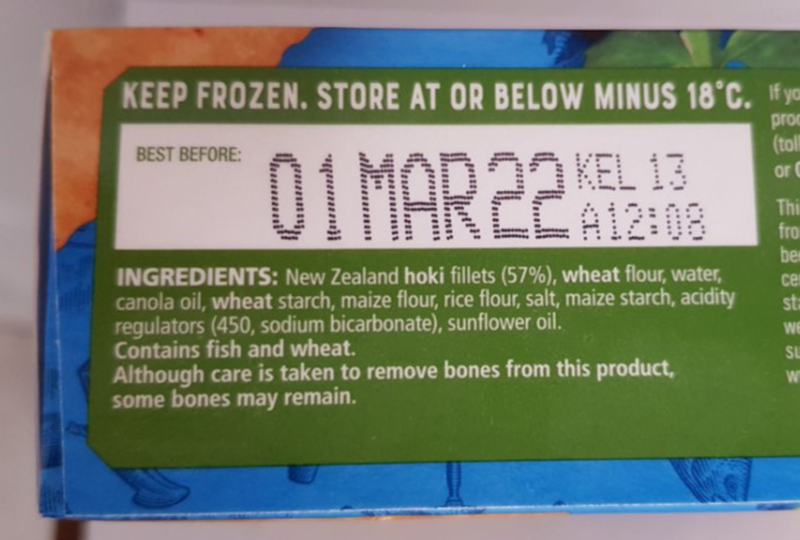 KEEP FROZEN. STORE AT OR BELOW MINUS 18°C.
BEST BEFORE: 01 MAR 22 KEL 13
A12:08
INGREDIENTS: New Zealand hoki fillets (57%), wheat flour, water,
canola oil, wheat starch, maize flour, rice flour, salt, maize starch, acidity
regulators (450, sodium bicarbonate), sunflower oil.
Contains fish and wheat.
Although care is taken to remove bones from this product,
some bones may remain.
If
or